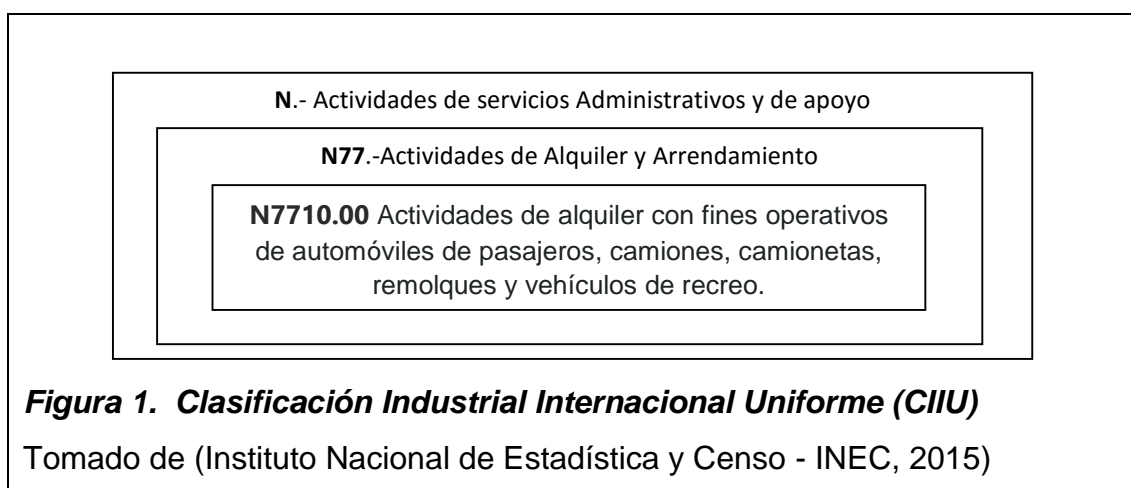 N.- Actividades de servicios Administrativos y de apoyo
N77.-Actividades de Alquiler y Arrendamiento
N7710.00 Actividades de alquiler con fines operativos
de automóviles de pasajeros, camiones, camionetas,
remolques y vehículos de recreo.
Figura 1. Clasificación Industrial Internacional Uniforme (CIIU)
Tomado de (Instituto Nacional de Estadística y Censo - INEC, 2015)